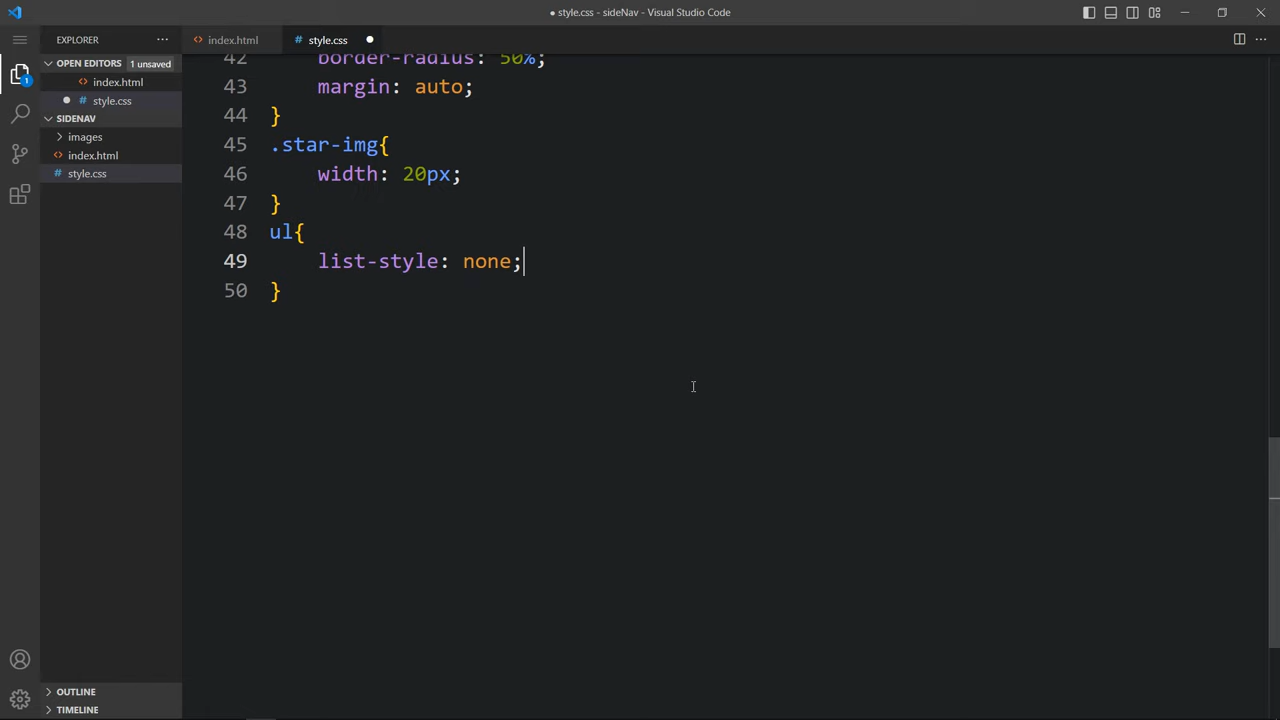 ● style.css - sideNav - Visual Studio Code
EXPLORER
index.html
style.css
OPEN EDITORS 1 unsaved
index.html
style.css
SIDENAV
images
index.html
style.css
1
42 border-radius: 50%;
43 margin: auto;
44 }
45 .star-img{
46 width: 20px;
47 }
48 ul{
49 list-style: none;
50 }
OUTLINE
TIMELINE